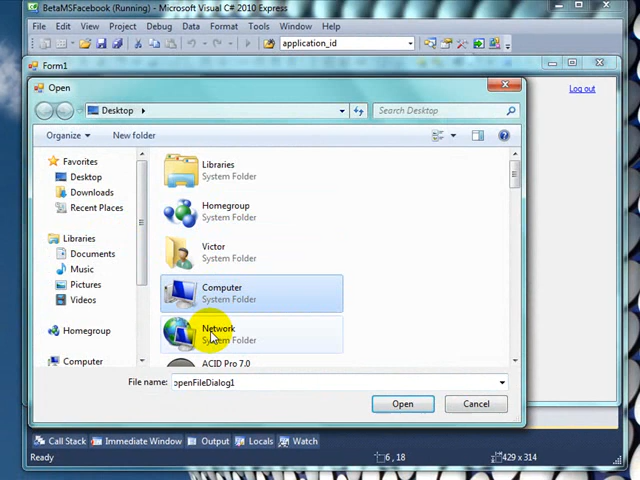 BetaMSFacebook (Running) - Microsoft Visual C# 2010 Express
File Edit View Project Debug Data Format Tools Window Help
application_id
Form1
Log out
Open
Desktop
Search Desktop
Organize New folder
Favorites
Desktop
Downloads
Recent Places
Libraries
Documents
Music
Pictures
Videos
Homegroup
Computer
Libraries
System Folder
Homegroup
System Folder
Victor
System Folder
Computer
System Folder
Network
System Folder
ACID Pro 7.0
File name: openFileDialog1
Open Cancel
Call Stack Immediate Window Output Locals Watch
Ready 6 , 18 429 x 314